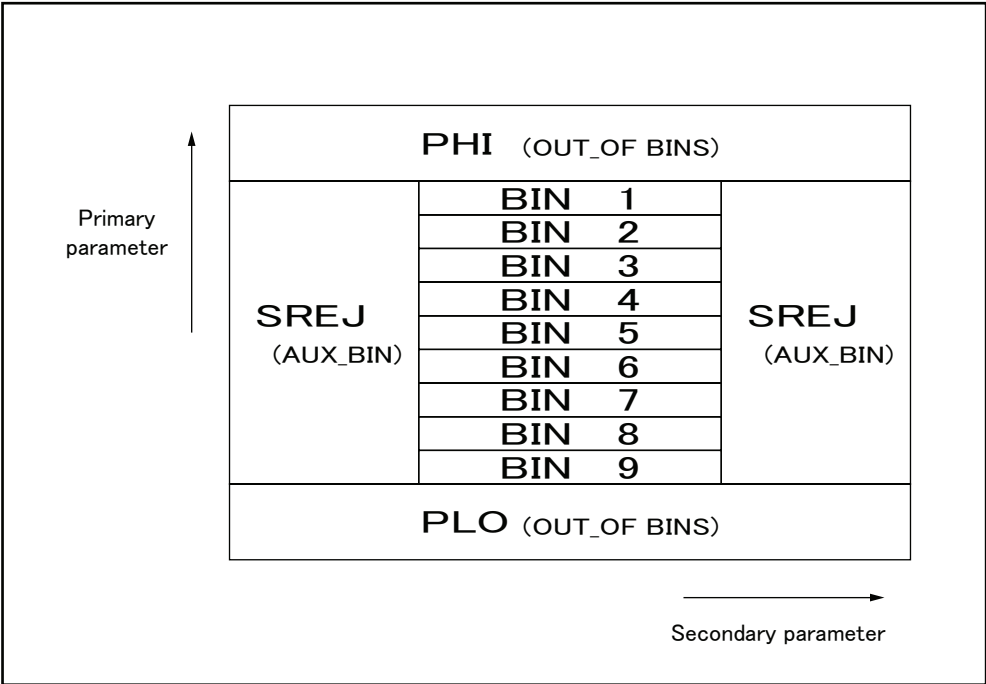 PHI (OUT_OF BINS)
Primary
parameter
BIN 1
BIN 2
BIN 3
BIN 4
BIN 5
BIN 6
BIN 7
BIN 8
BIN 9
SREJ
(AUX_BIN)
SREJ
(AUX_BIN)
PLO (OUT_OF BINS)
Secondary parameter